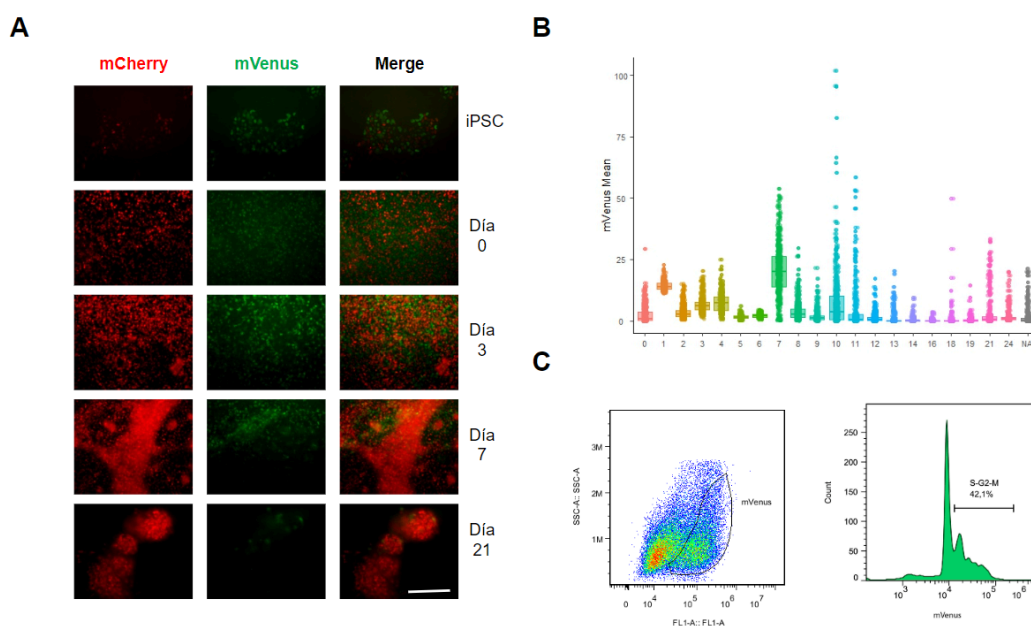 A
mCherry mVenus Merge
iPSC
Día
0
Día
3
Día
7
Día
21
B
mVenus Mean
100
75
50
25
0
0 1 2 3 4 5 6 7 8 9 10 11 12 13 14 16 18 19 21 24 NA
C
SSC-A:: SSC-A
3M
2M
1M
mVenus
0 10^4 10^5 10^6 10^7
FL1-A:: FL1-A
Count
250
200
150
100
50
0
S-G2-M
42,1%
10^3 10^4 10^5 10^6
mVenus